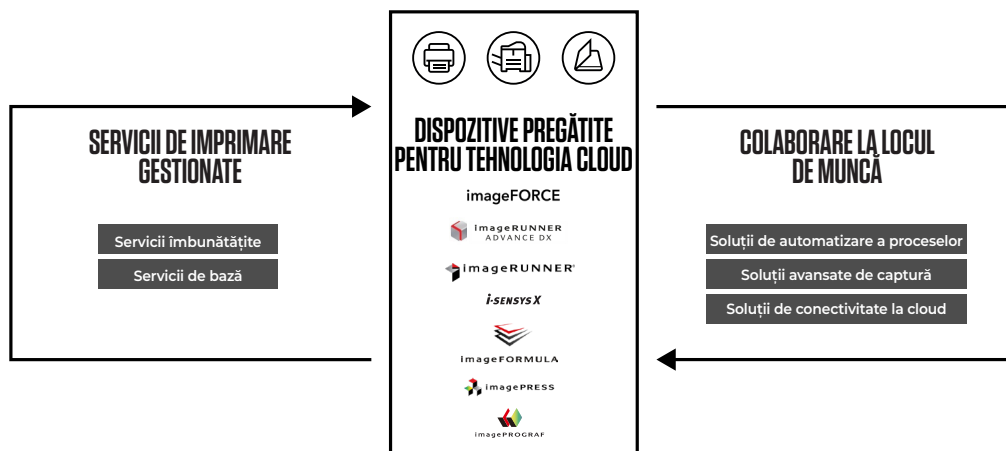 SERVICII DE IMPRIMARE
GESTIONATE
Servicii îmbunătățite
Servicii de bază
DISPOZITIVE PREGĂTITE
PENTRU TEHNOLOGIA CLOUD
imageFORCE
imageRUNNER
ADVANCE DX
imageRUNNER®
i-SENSYS X
imageFORMULA
imagePRESS
imagePROGRAF
COLABORARE LA LOCUL
DE MUNCĂ
Soluții de automatizare a proceselor
Soluții avansate de captură
Soluții de conectivitate la cloud